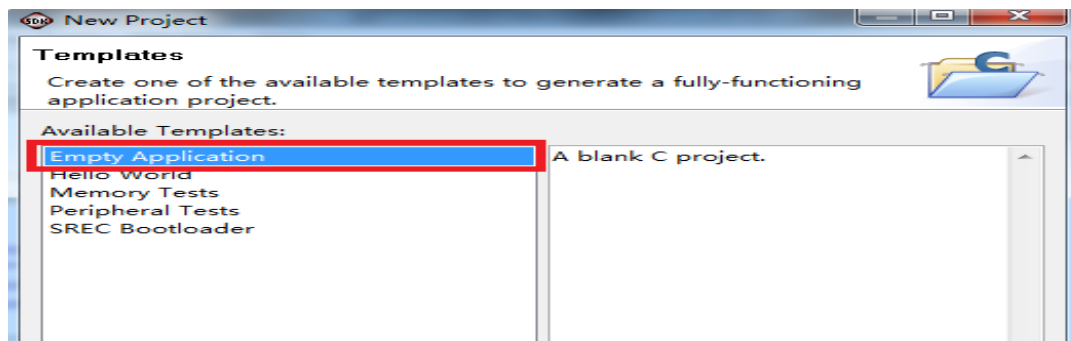 SDK New Project
Templates
Create one of the available templates to generate a fully-functioning
application project.
Available Templates:
Empty Application
A blank C project.
Hello World
Memory Tests
Peripheral Tests
SREC Bootloader